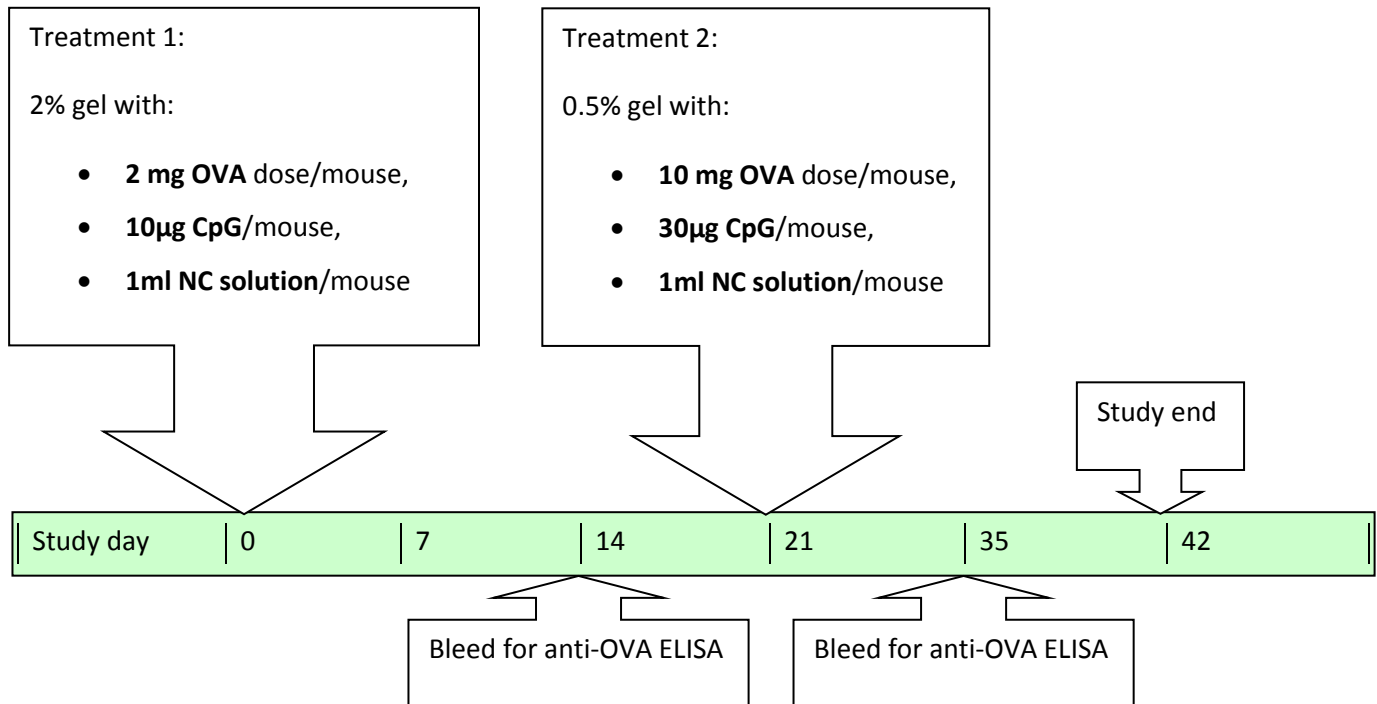 Treatment 1:
2% gel with:
• 2 mg OVA dose/mouse,
• 10µg CpG/mouse,
• 1ml NC solution/mouse
Treatment 2:
0.5% gel with:
• 10 mg OVA dose/mouse,
• 30µg CpG/mouse,
• 1ml NC solution/mouse
Study end
Study day 0 7 14 21 35 42
Bleed for anti-OVA ELISA
Bleed for anti-OVA ELISA